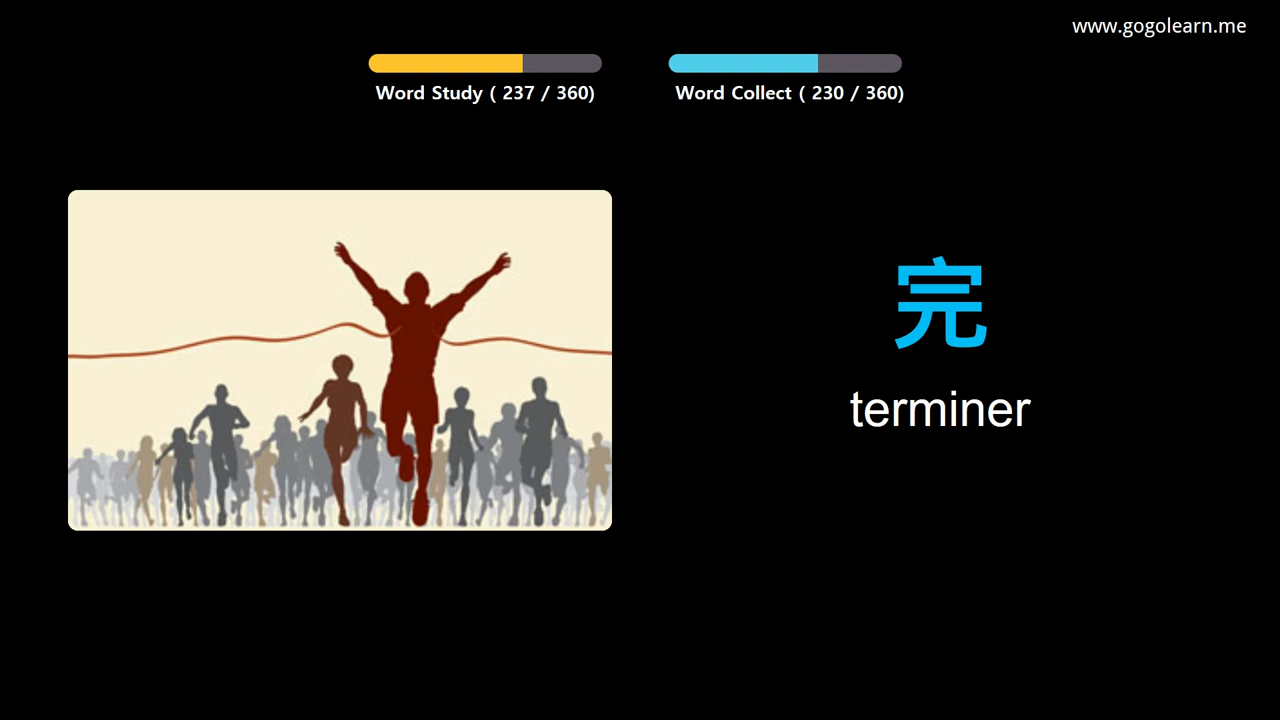 www.gogolearn.me
Word Study ( 237 / 360)
Word Collect ( 230 / 360)
完
terminer